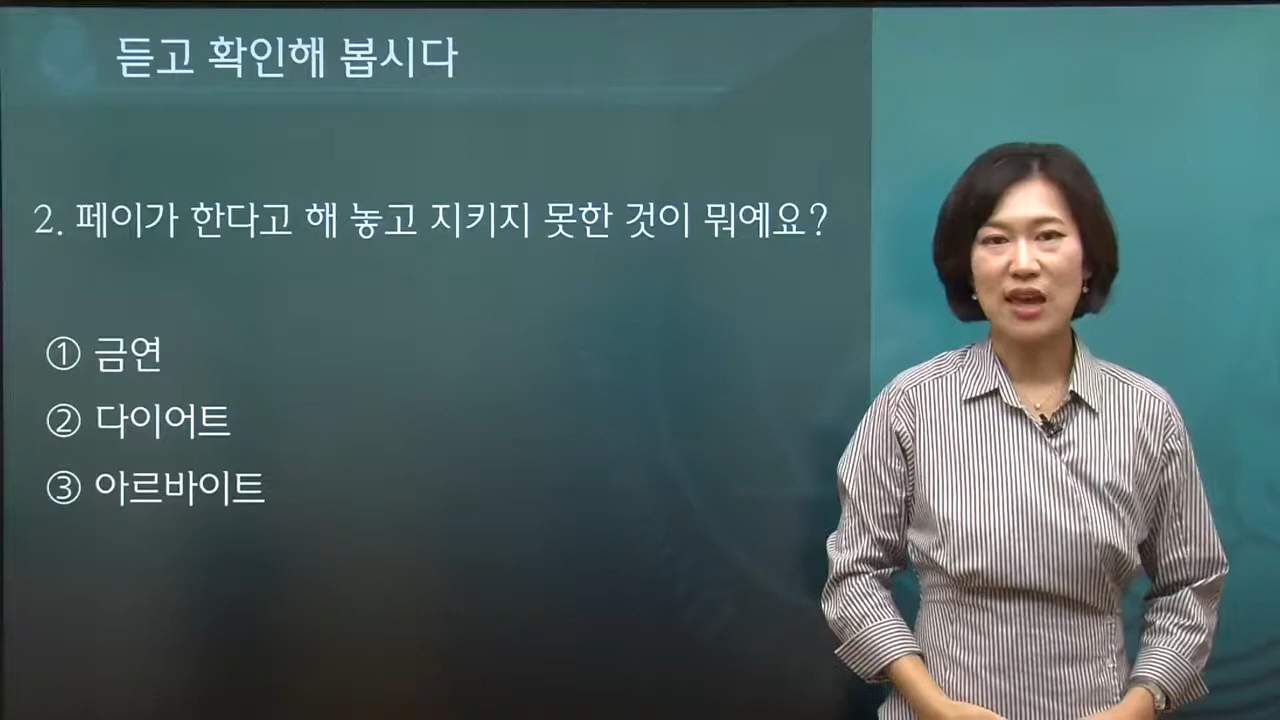 듣고 확인해 봅시다
2. 페이가 한다고 해 놓고 지키지 못한 것이 뭐예요?
① 금연
② 다이어트
③ 아르바이트